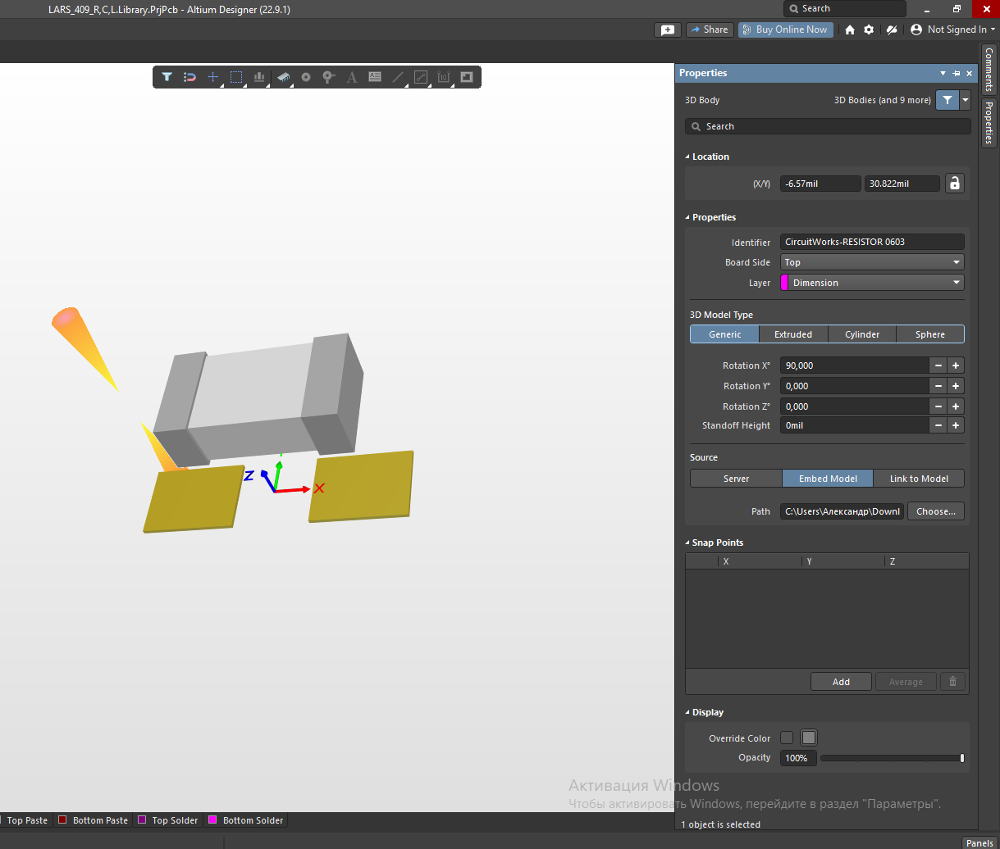 LARS_409_R,C,L.Library.PrjPcb - Altium Designer (22.9.1)
Search
Share
Buy Online Now
Not Signed In
Properties
Comments
Properties
3D Body
3D Bodies (and 9 more)
Search
Location
(X/Y)
-6.57mil
30.822mil
Properties
Identifier
CircuitWorks-RESISTOR 0603
Board Side
Top
Layer
Dimension
3D Model Type
Generic
Extruded
Cylinder
Sphere
Rotation X°
90,000
Rotation Y°
0,000
Rotation Z°
0,000
Standoff Height
0mil
Source
Server
Embed Model
Link to Model
Path
C:\Users\Александр\Downl
Choose...
Snap Points
X
Y
Z
Add
Average
Display
Override Color
Opacity
100%
Z
X
Активация Windows
Чтобы активировать Windows, перейдите в раздел "Параметры".
Top Paste
Bottom Paste
Top Solder
Bottom Solder
1 object is selected
Panels